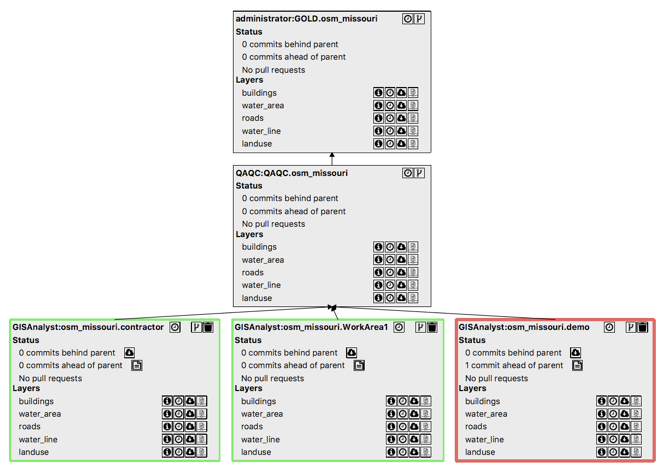 administrator:GOLD.osm_missouri
Status
0 commits behind parent
0 commits ahead of parent
No pull requests
Layers
buildings
water_area
roads
water_line
landuse
QAQC:QAQC.osm_missouri
Status
0 commits behind parent
0 commits ahead of parent
No pull requests
Layers
buildings
water_area
roads
water_line
landuse
GISAnalyst:osm_missouri.contractor
Status
0 commits behind parent
0 commits ahead of parent
No pull requests
Layers
buildings
water_area
roads
water_line
landuse
GISAnalyst:osm_missouri.WorkArea1
Status
0 commits behind parent
0 commits ahead of parent
No pull requests
Layers
buildings
water_area
roads
water_line
landuse
GISAnalyst:osm_missouri.demo
Status
0 commits behind parent
1 commit ahead of parent
No pull requests
Layers
buildings
water_area
roads
water_line
landuse